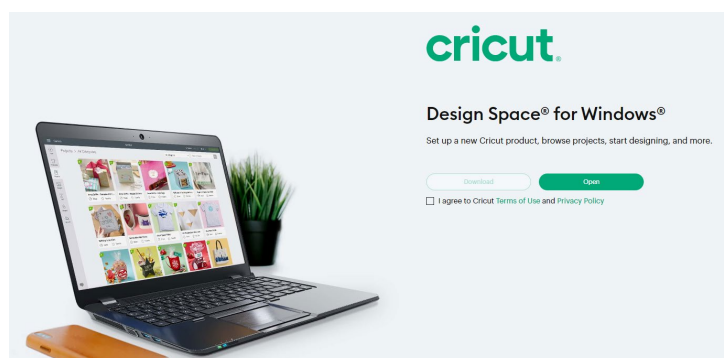 cricut®
Design Space® for Windows®
Set up a new Cricut product, browse projects, start designing, and more.
Download
Open
I agree to Cricut Terms of Use and Privacy Policy